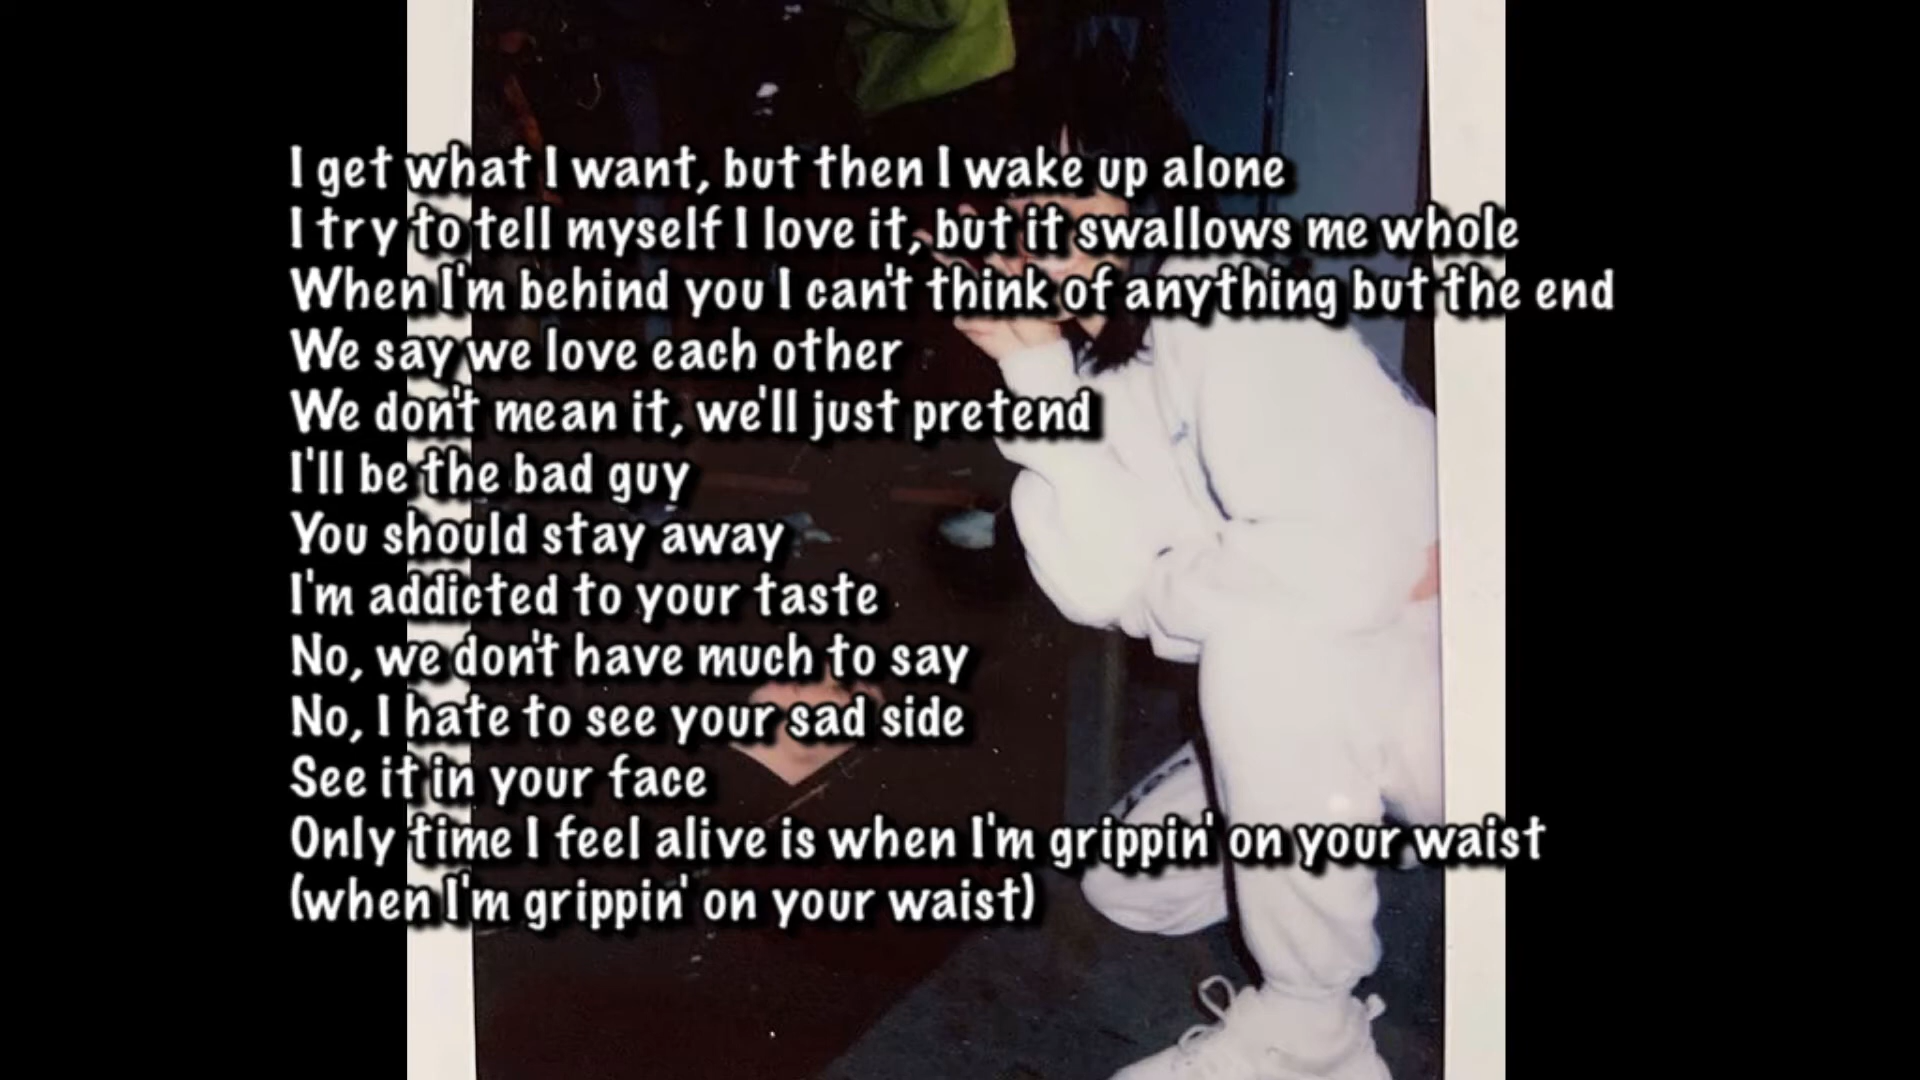 I get what I want, but then I wake up alone
I try to tell myself I love it, but it swallows me whole
When I'm behind you I can't think of anything but the end
We say we love each other
We don't mean it, we'll just pretend
I'll be the bad guy
You should stay away
I'm addicted to your taste
No, we don't have much to say
No, I hate to see your sad side
See it in your face
Only time I feel alive is when I'm grippin' on your waist
(when I'm grippin' on your waist)